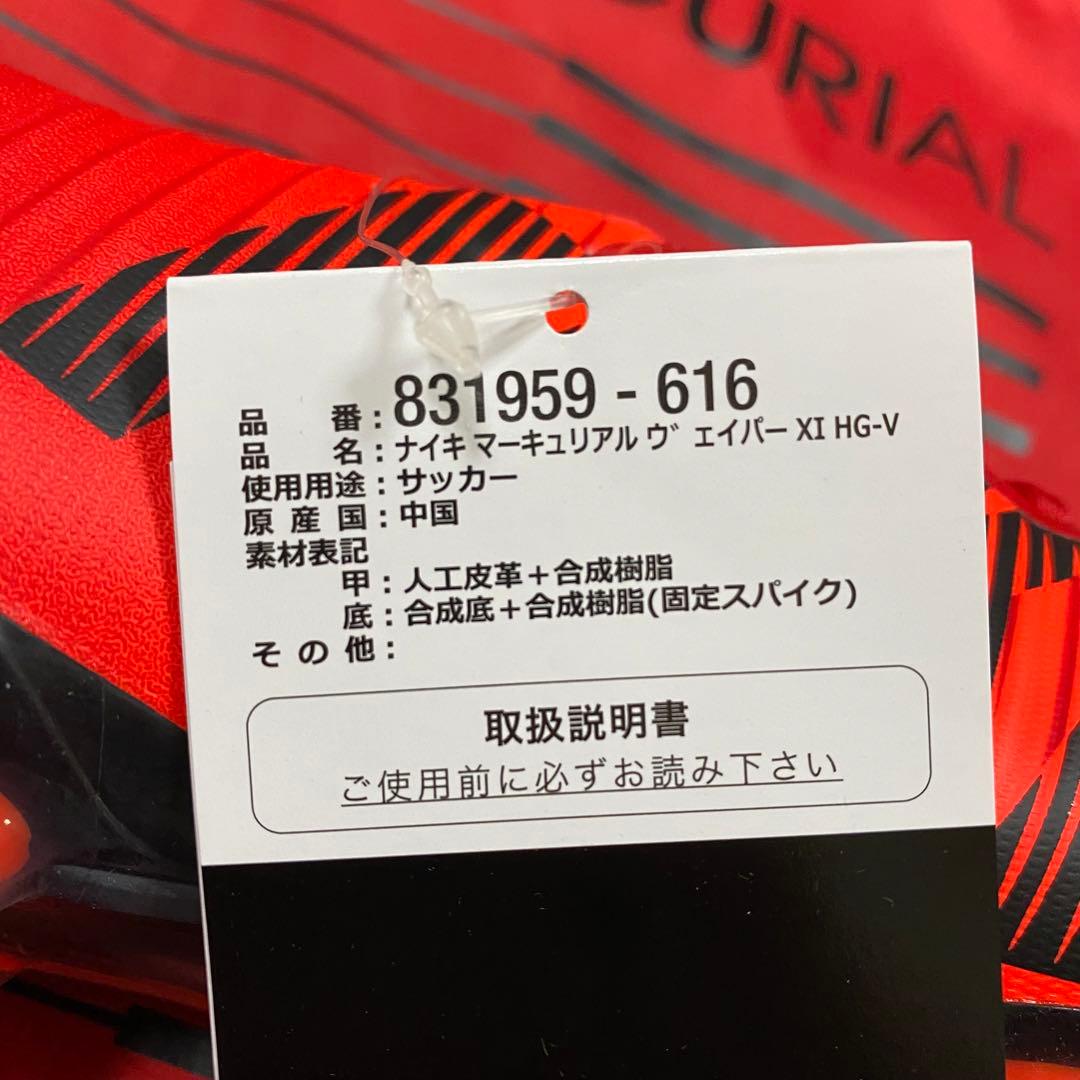 URIAL
品 番：831959 - 616
品 名：ナイキ マーキュリアル ヴ ェイパー XI HG-V
使用用途：サッカー
原 産 国：中国
素材表記
甲：人工皮革＋合成樹脂
底：合成底＋合成樹脂(固定スパイク)
そ の 他：
取扱説明書
ご使用前に必ずお読み下さい